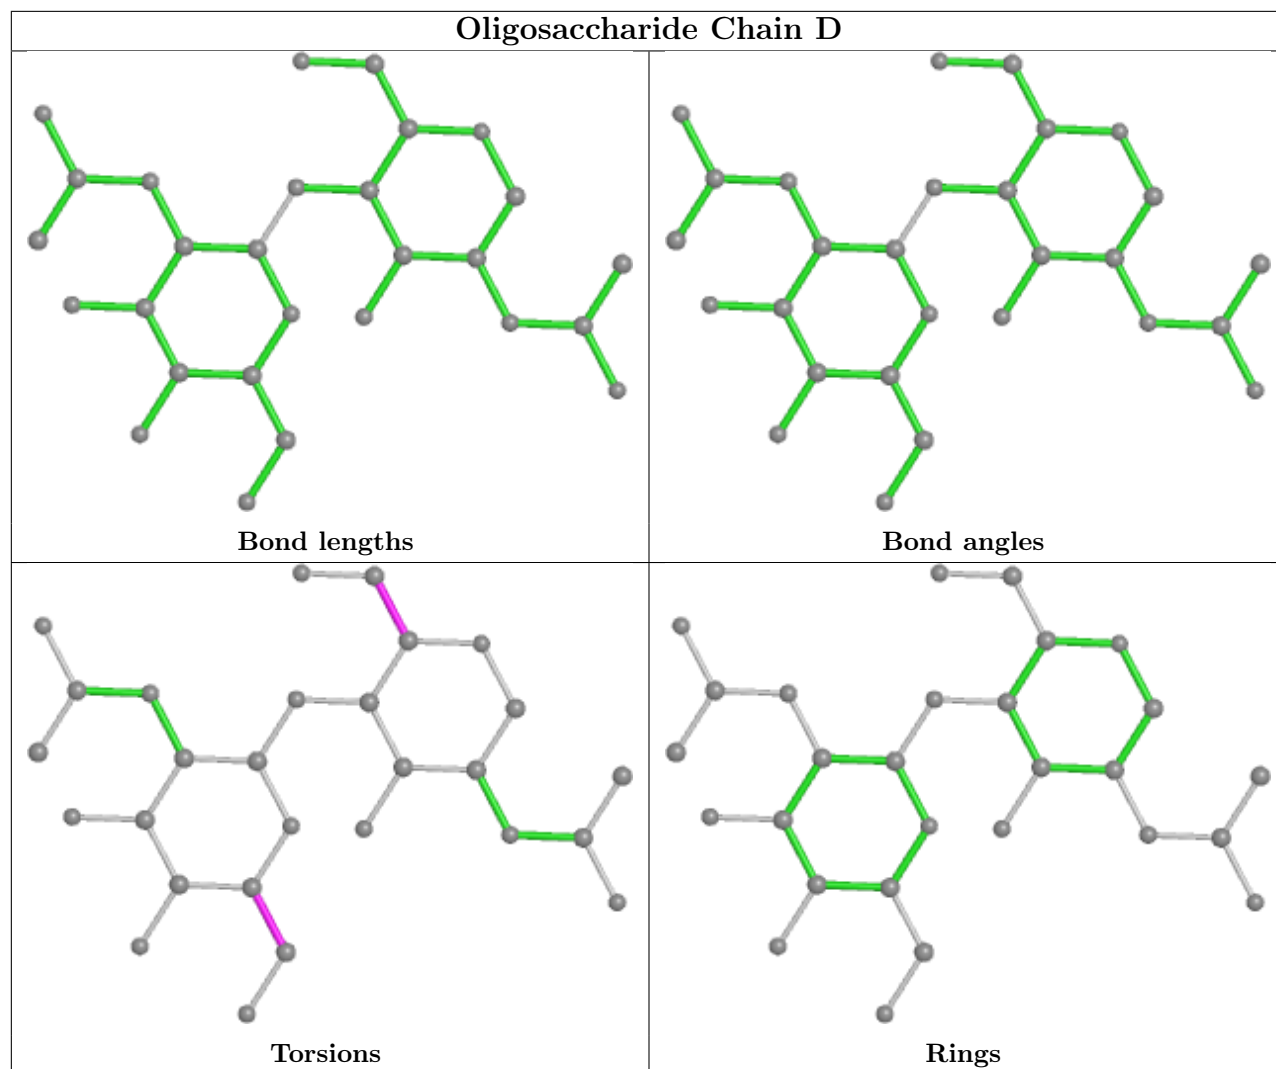 Oligosaccharide Chain D
Bond lengths
Bond angles
Torsions
Rings